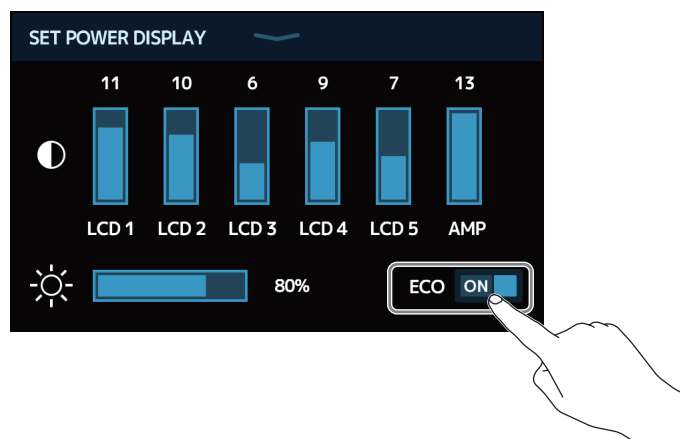 SET POWER DISPLAY
11 10 6 9 7 13
LCD 1 LCD 2 LCD 3 LCD 4 LCD 5 AMP
80% ECO ON